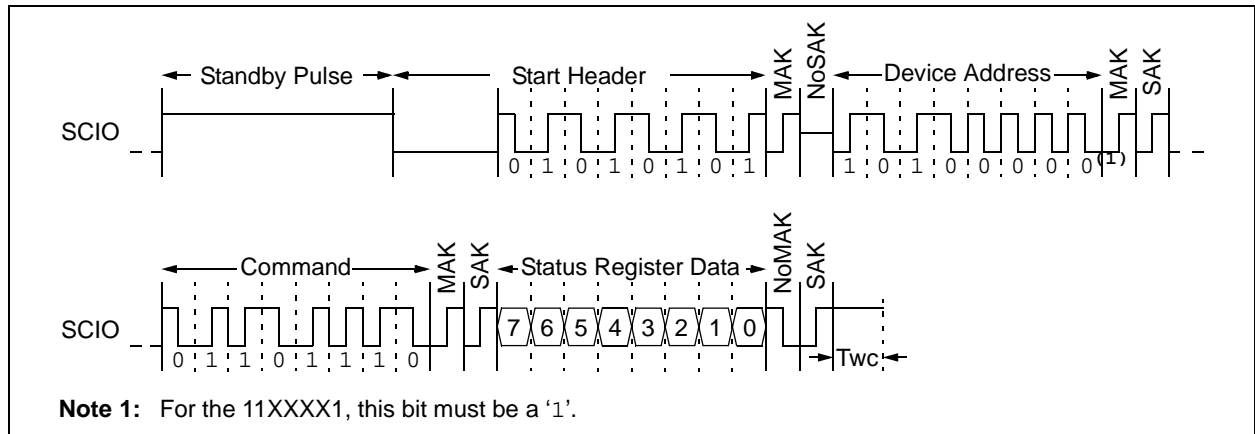 Standby Pulse Start Header MAK NoSAK Device Address MAK SAK
SCIO
0 1 0 1 0 1 0 1 1 0 1 0 0 0 0 0(1)
Command MAK SAK Status Register Data NoMAK SAK
SCIO 7 6 5 4 3 2 1 0
0 1 1 0 1 1 1 0 Twc
Note 1: For the 11XXXX1, this bit must be a ‘1’.